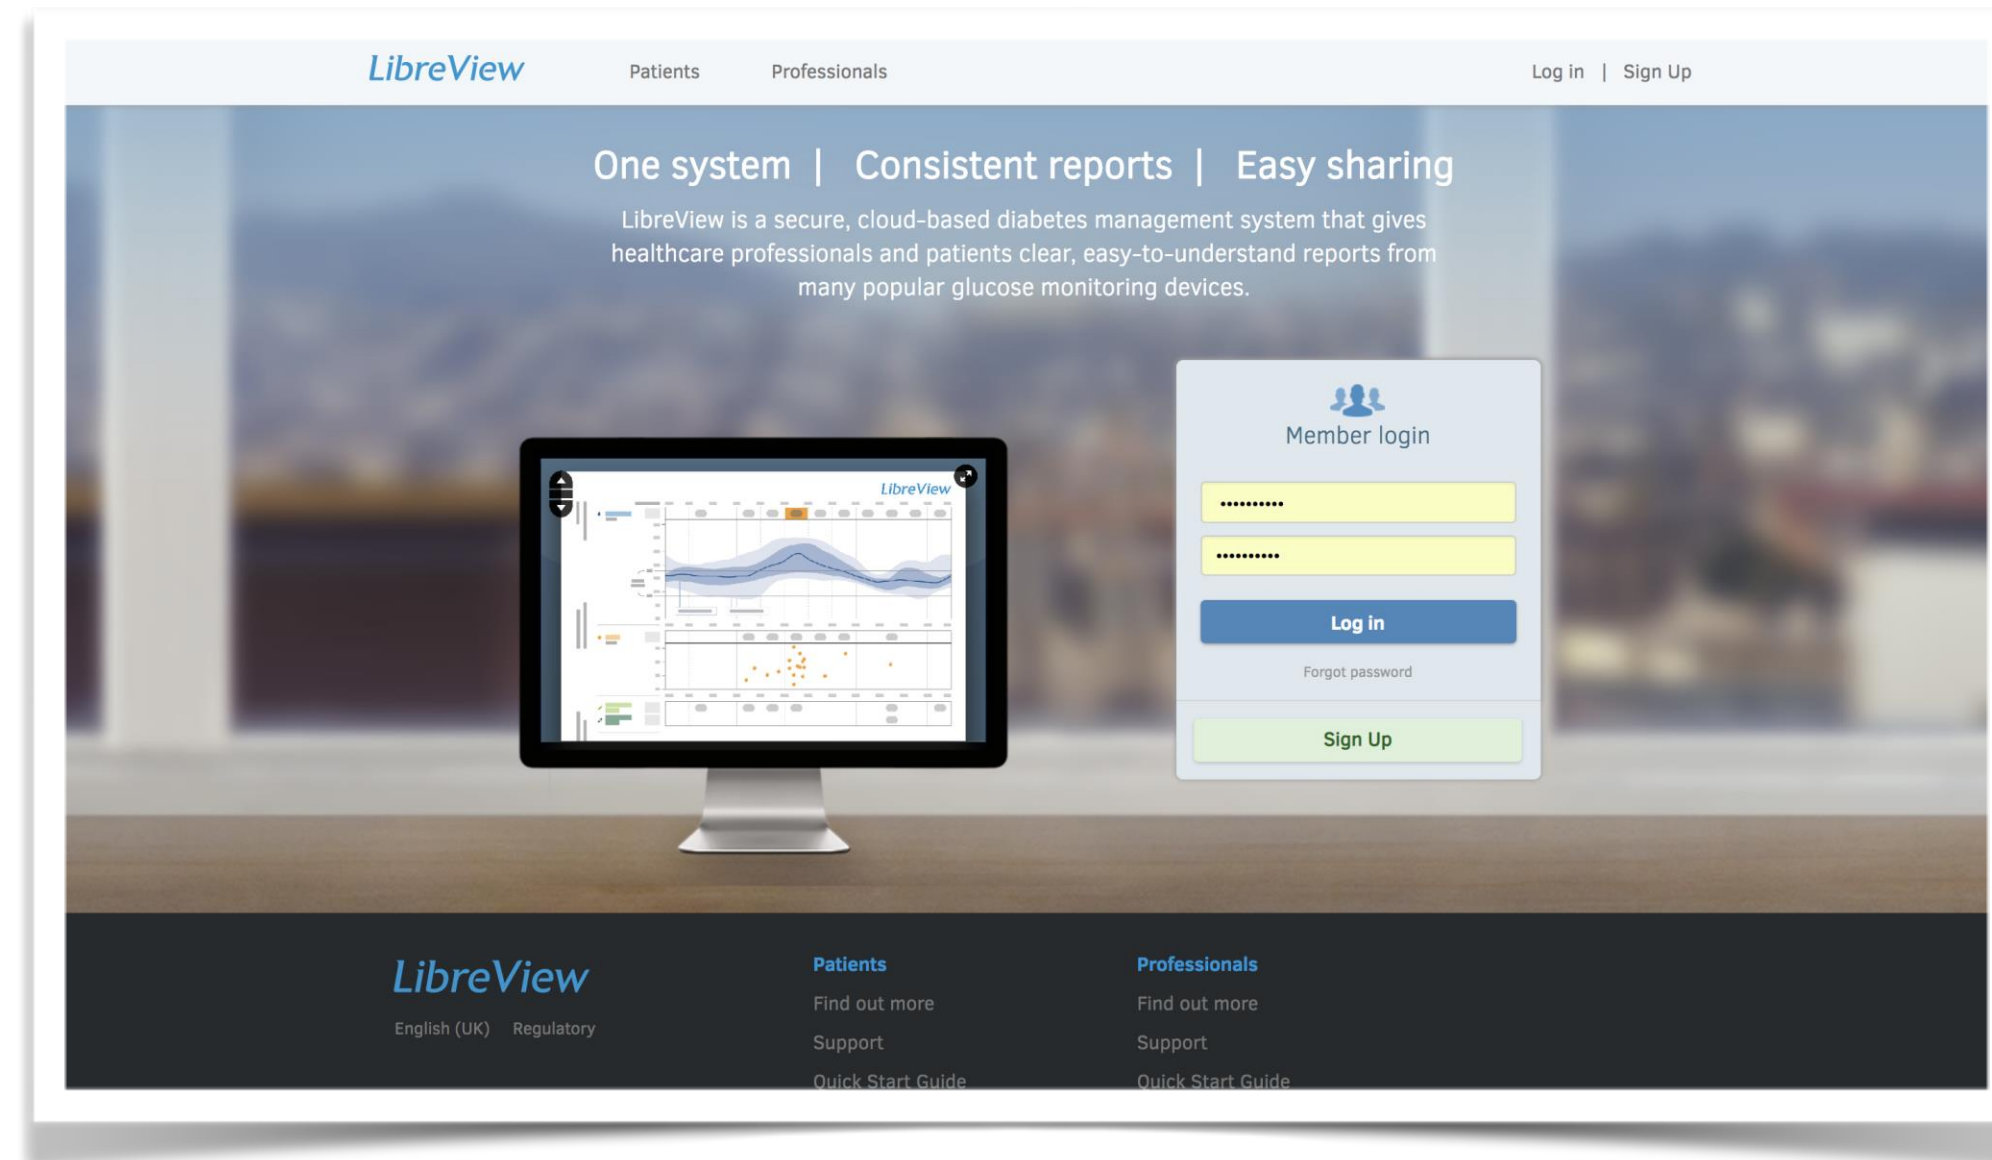 LibreView Patients Professionals Log in | Sign Up
One system | Consistent reports | Easy sharing
LibreView is a secure, cloud-based diabetes management system that gives
healthcare professionals and patients clear, easy-to-understand reports from
many popular glucose monitoring devices.
LibreView
Member login
••••••••••
••••••••••
Log in
Forgot password
Sign Up
LibreView
English (UK) Regulatory
Patients
Find out more
Support
Quick Start Guide
Professionals
Find out more
Support
Quick Start Guide